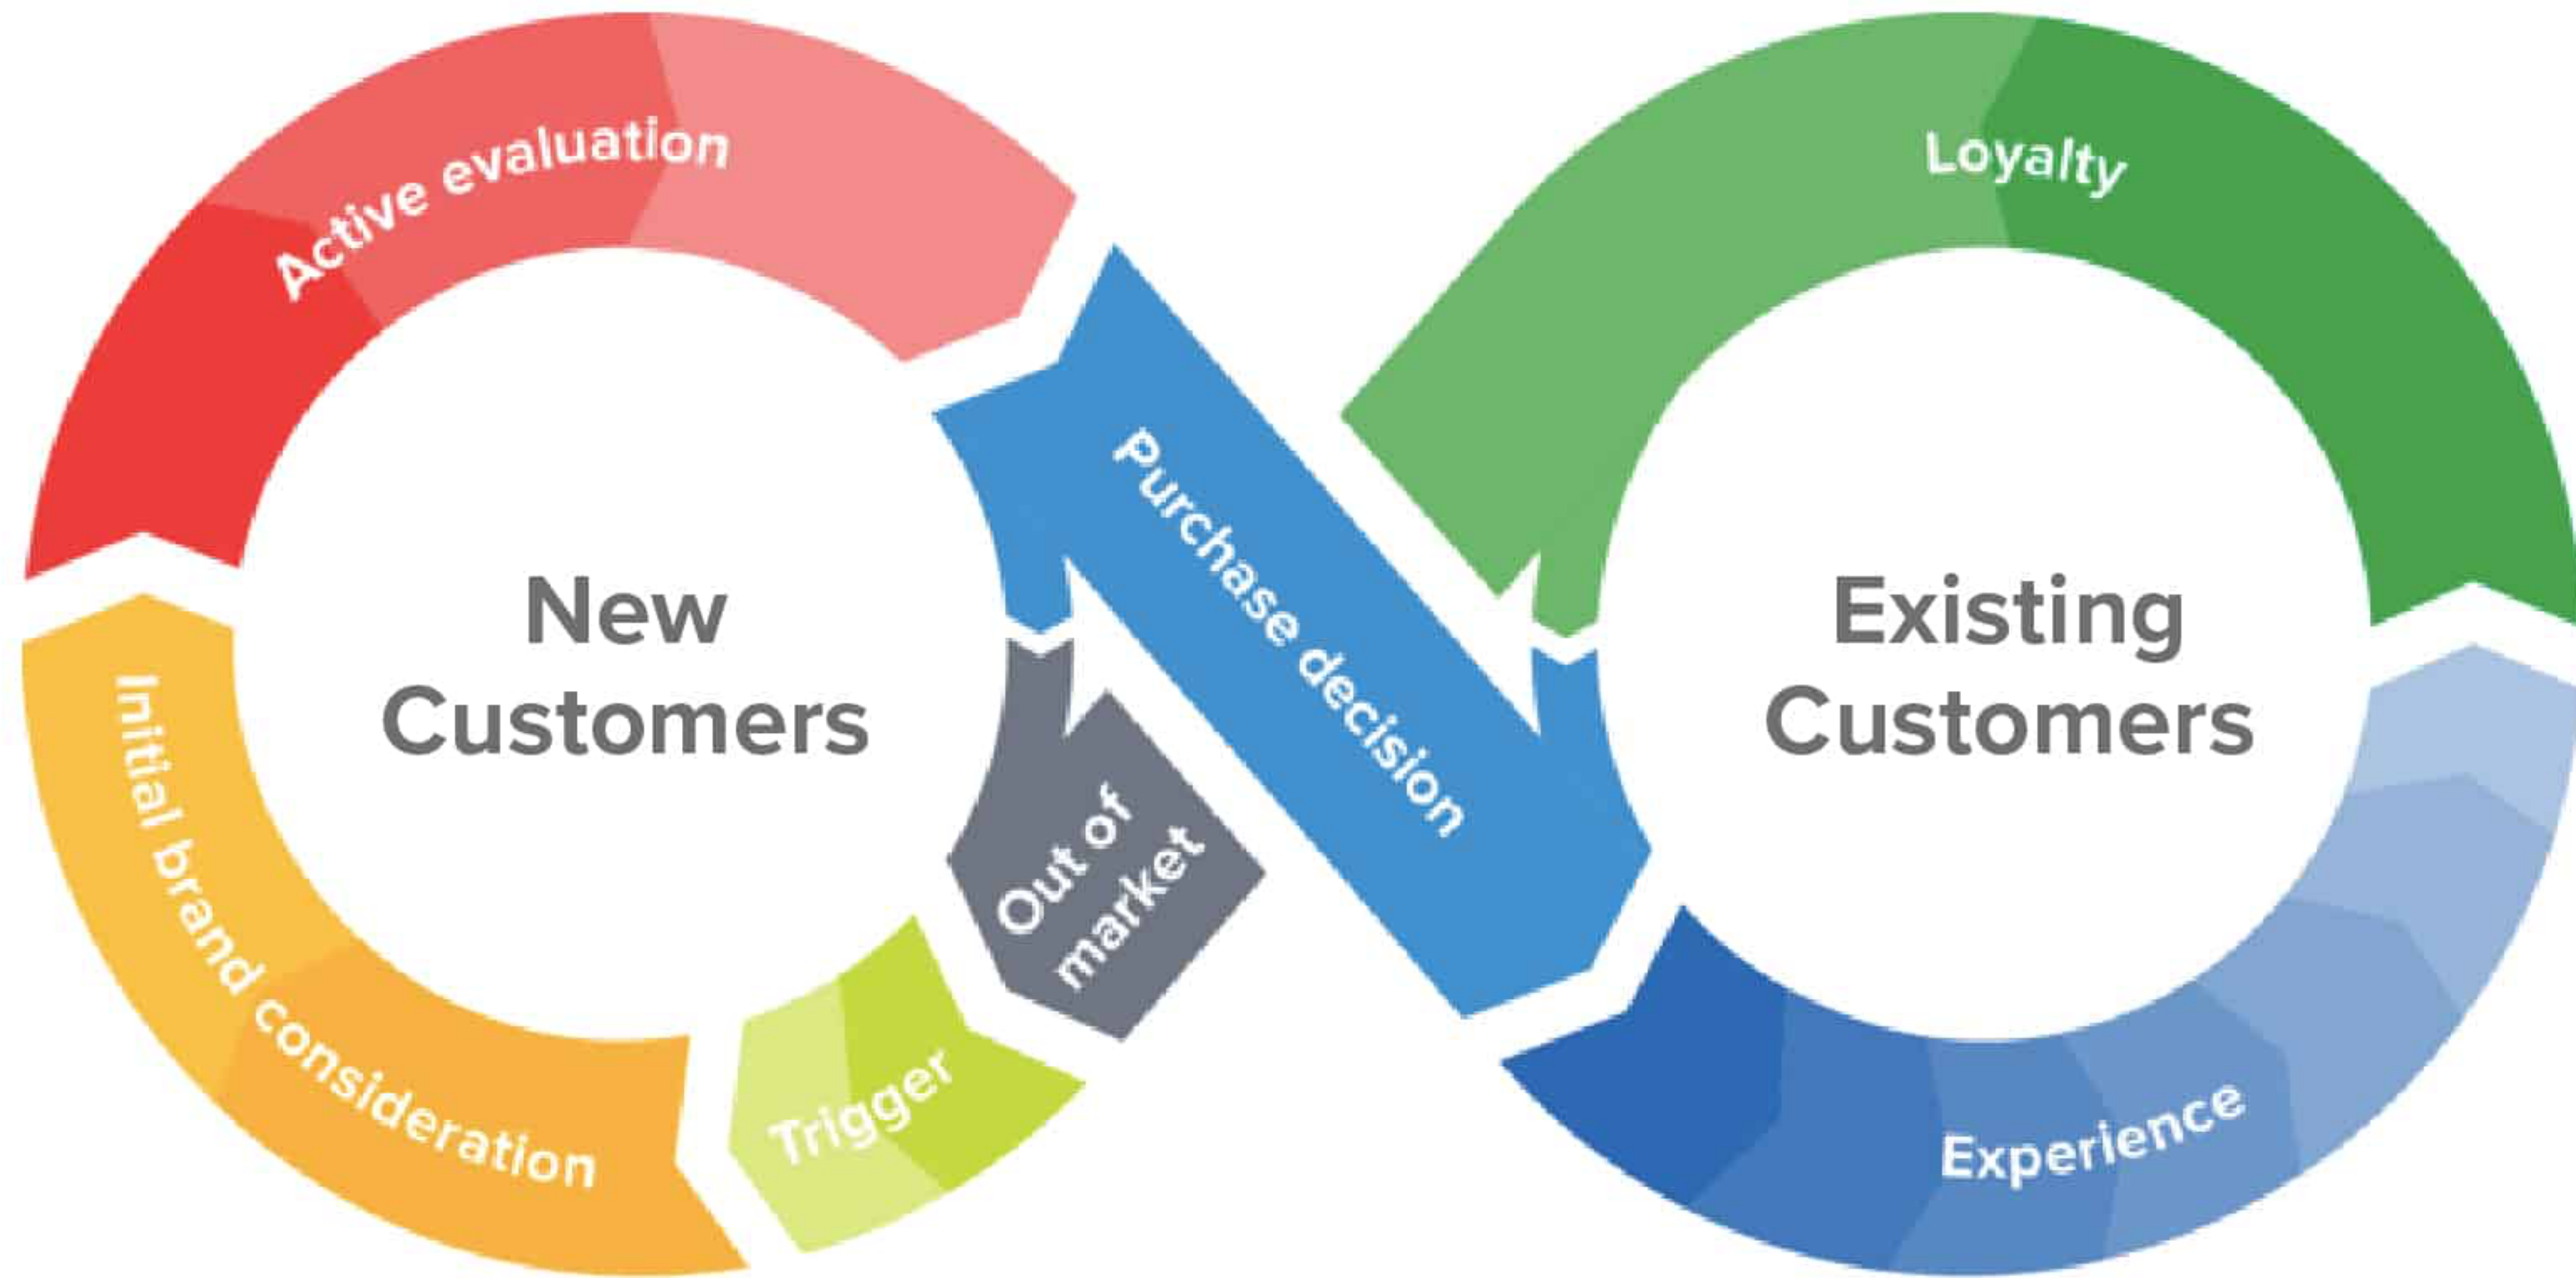 Active evaluation
Loyalty
New
Customers
Existing
Customers
Purchase decision
Initial brand consideration
Out of
market
Trigger
Experience